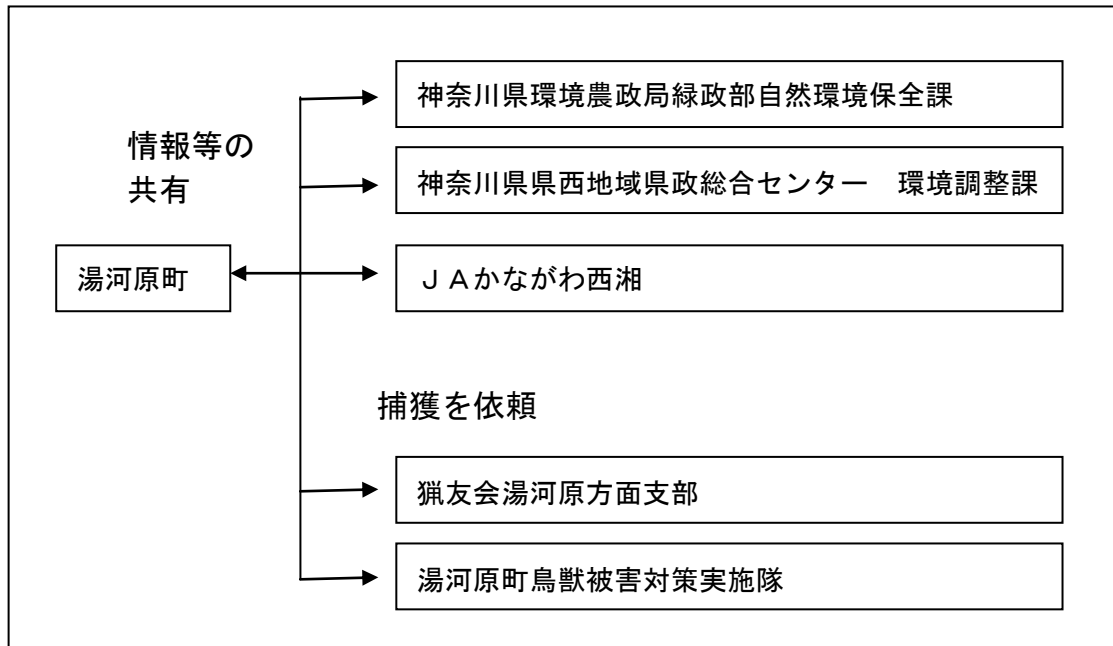 神奈川県環境農政局緑政部自然環境保全課
情報等の
共有
神奈川県県西地域県政総合センター　環境調整課
湯河原町
ＪＡかながわ西湘
捕獲を依頼
猟友会湯河原方面支部
湯河原町鳥獣被害対策実施隊